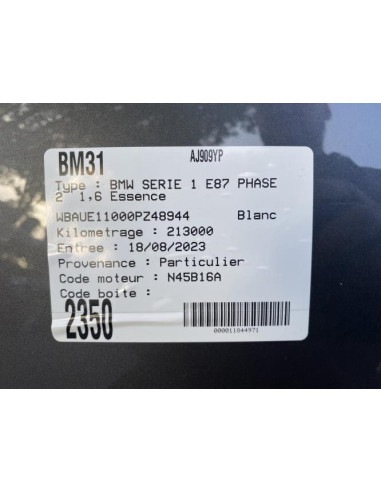 BM31 AJ909YP
Type : BMW SERIE 1 E87 PHASE
2 1,6 Essence
WBAUE11000PZ48944 Blanc
Kilometrage : 213000
Entree : 18/08/2023
Provenance : Particulier
Code moteur : N45B16A
Code boite :
2350
000011844971